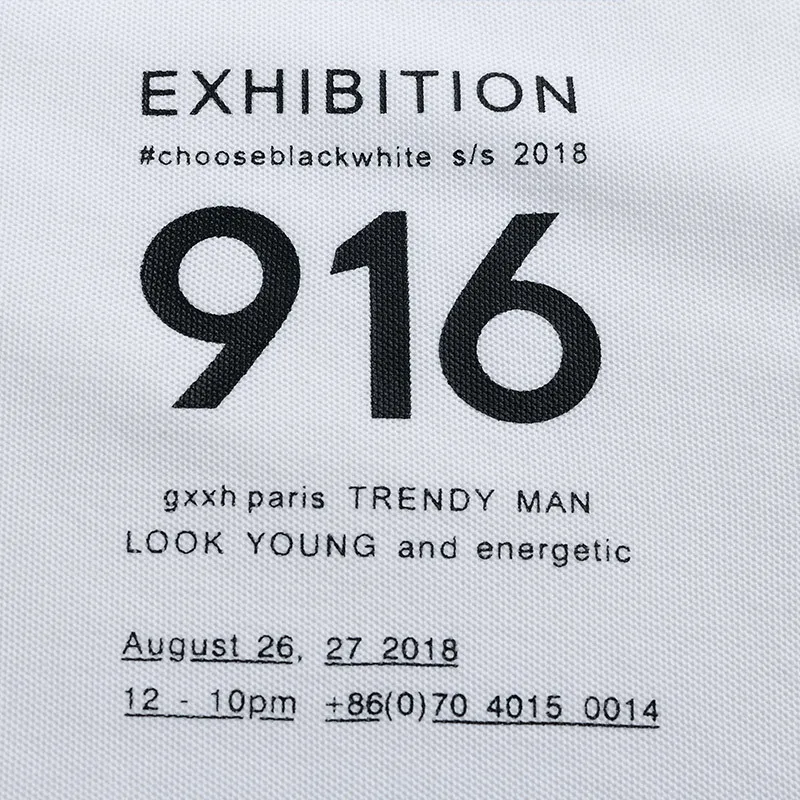 EXHIBITION
#chooseblackwhite s/s 2018
916
gxxh paris TRENDY MAN
LOOK YOUNG and energetic
August 26, 27 2018
12 - 10pm +86(0)70 4015 0014